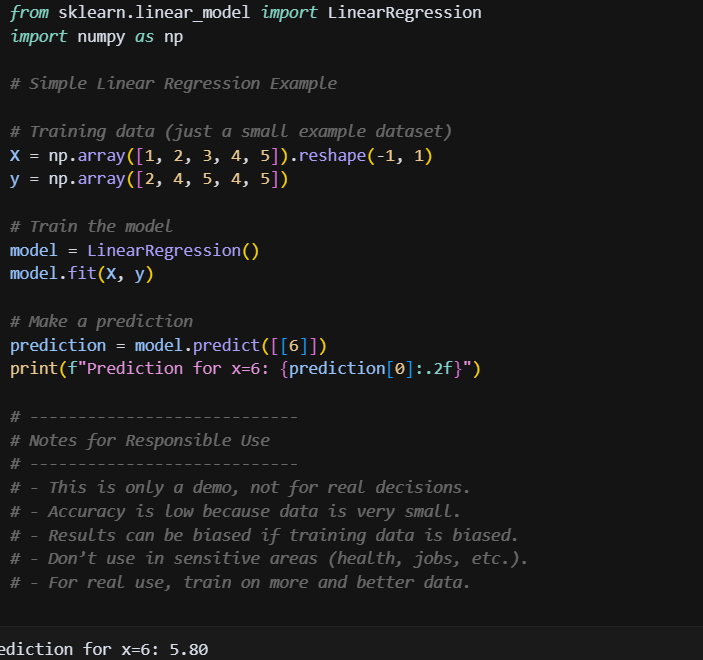 from sklearn.linear_model import LinearRegression
import numpy as np
# Simple Linear Regression Example
# Training data (just a small example dataset)
X = np.array([1, 2, 3, 4, 5]).reshape(-1, 1)
y = np.array([2, 4, 5, 4, 5])
# Train the model
model = LinearRegression()
model.fit(X, y)
# Make a prediction
prediction = model.predict([[6]])
print(f"Prediction for x=6: {prediction[0]:.2f}")
# ----------------------------
# Notes for Responsible Use
# ----------------------------
# - This is only a demo, not for real decisions.
# - Accuracy is low because data is very small.
# - Results can be biased if training data is biased.
# - Don’t use in sensitive areas (health, jobs, etc.).
# - For real use, train on more and better data.
ediction for x=6: 5.80